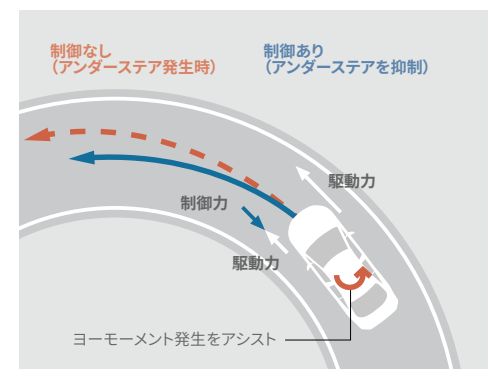 制御なし
（アンダーステア発生時）
制御あり
（アンダーステアを抑制）
駆動力
制御力
駆動力
ヨーモーメント発生をアシスト